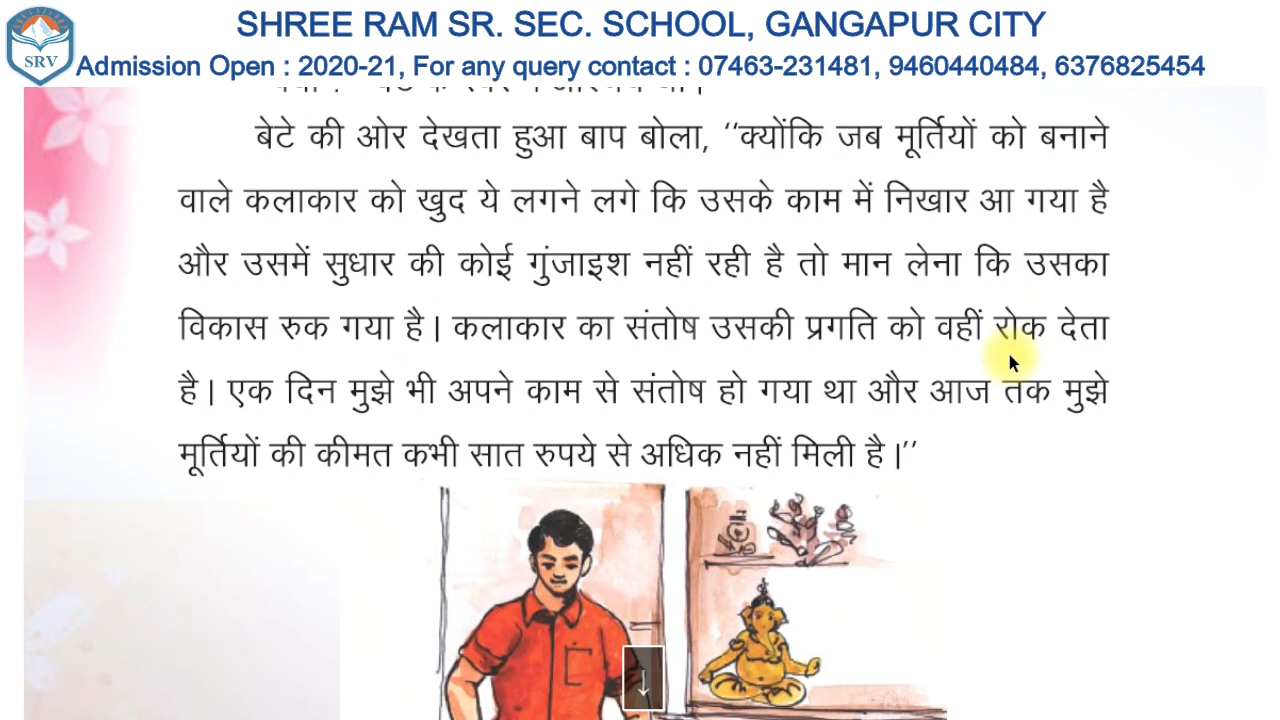 SHREE RAM SR. SEC. SCHOOL, GANGAPUR CITY
SRV
Admission Open : 2020-21, For any query contact : 07463-231481, 9460440484, 6376825454
बेटे की ओर देखता हुआ बाप बोला, ‘‘क्योंकि जब मूर्तियों को बनाने
वाले कलाकार को खुद ये लगने लगे कि उसके काम में निखार आ गया है
और उसमें सुधार की कोई गुंजाइश नहीं रही है तो मान लेना कि उसका
विकास रुक गया है। कलाकार का संतोष उसकी प्रगति को वहीं रोक देता
है। एक दिन मुझे भी अपने काम से संतोष हो गया था और आज तक मुझे
मूर्तियों की कीमत कभी सात रुपये से अधिक नहीं मिली है।’’